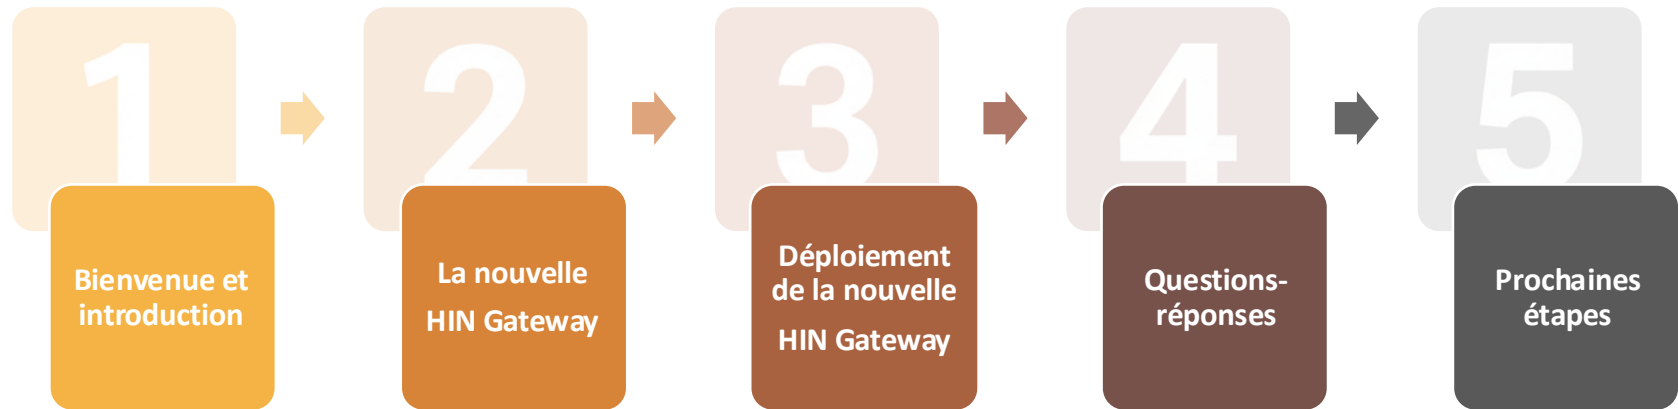 1
Bienvenue et
introduction
2
La nouvelle
HIN Gateway
3
Déploiement
de la nouvelle
HIN Gateway
4
Questions-
réponses
5
Prochaines
étapes